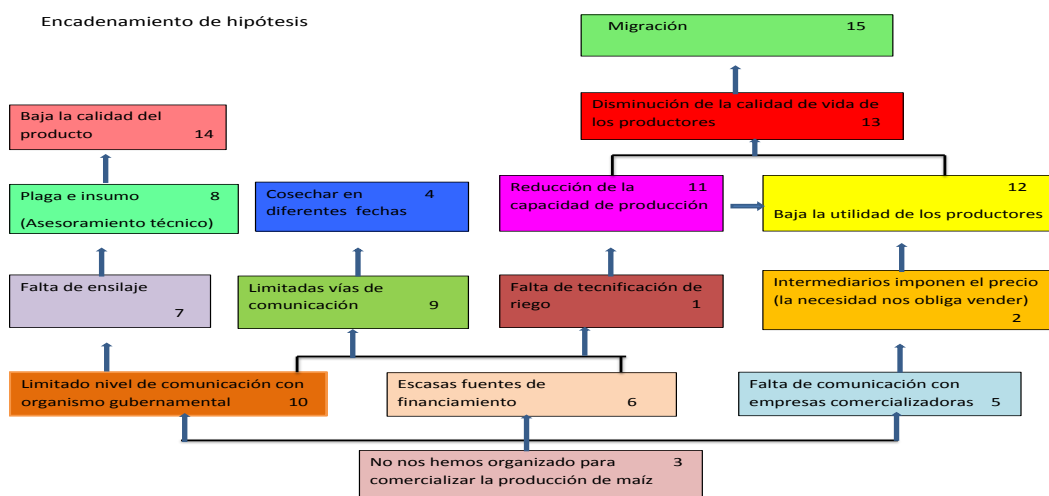 Encadenamiento de hipótesis
Migración 15
Disminución de la calidad de vida de
los productores 13
Baja la calidad del
producto 14
Plaga e insumo 8
(Asesoramiento técnico)
Cosechar en 4
diferentes fechas
Reducción de la 11
capacidad de producción
12
Baja la utilidad de los productores
Falta de ensilaje
7
Limitadas vías de
comunicación 9
Falta de tecnificación de
riego 1
Intermediarios imponen el precio
(la necesidad nos obliga vender)
2
Limitado nivel de comunicación con
organismo gubernamental 10
Escasas fuentes de
financiamiento 6
Falta de comunicación con
empresas comercializadoras 5
No nos hemos organizado para 3
comercializar la producción de maíz